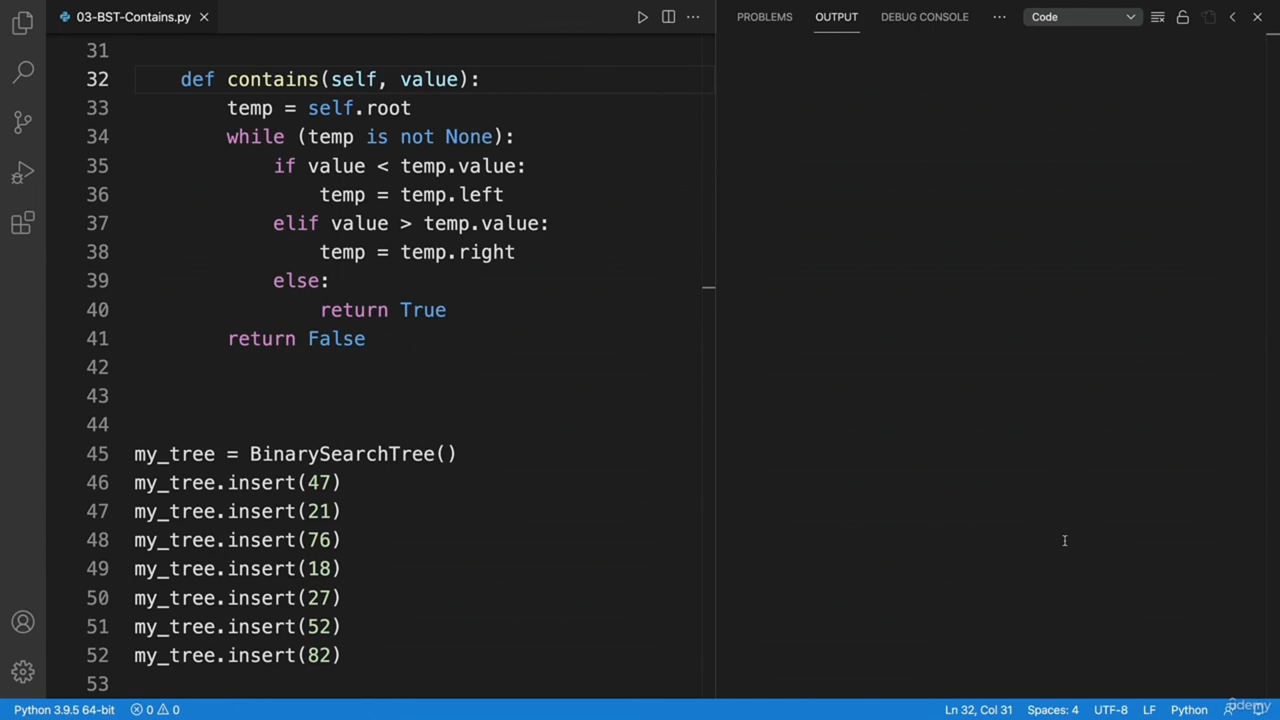 03-BST-Contains.py
PROBLEMS OUTPUT DEBUG CONSOLE ··· Code
31
32 def contains(self, value):
33 temp = self.root
34 while (temp is not None):
35 if value < temp.value:
36 temp = temp.left
37 elif value > temp.value:
38 temp = temp.right
39 else:
40 return True
41 return False
42
43
44
45 my_tree = BinarySearchTree()
46 my_tree.insert(47)
47 my_tree.insert(21)
48 my_tree.insert(76)
49 my_tree.insert(18)
50 my_tree.insert(27)
51 my_tree.insert(52)
52 my_tree.insert(82)
53
Python 3.9.5 64-bit 0 0 Ln 32, Col 31 Spaces: 4 UTF-8 LF Python
udemy